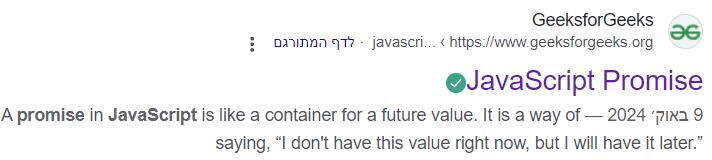 GeeksforGeeks
https://www.geeksforgeeks.org › javascri... · לדף המתורגם
JavaScript Promise
9 באוק׳ 2024 — A promise in JavaScript is like a container for a future value. It is a way of
saying, “I don't have this value right now, but I will have it later.”